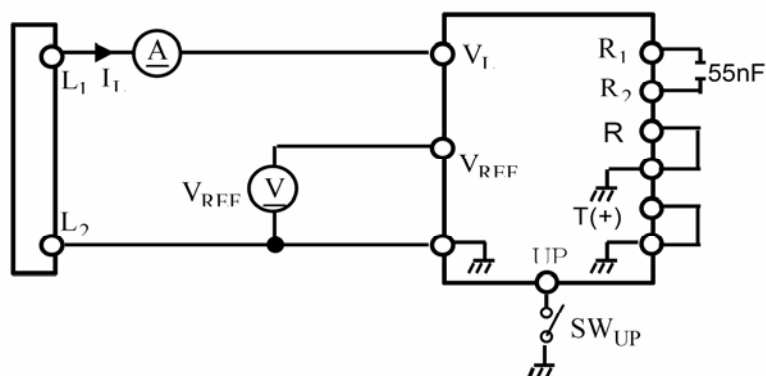 L1
IL
A
VL
R1
R2
55nF
R
VREF
VREF
V
T(+)
L2
UP
SWUP